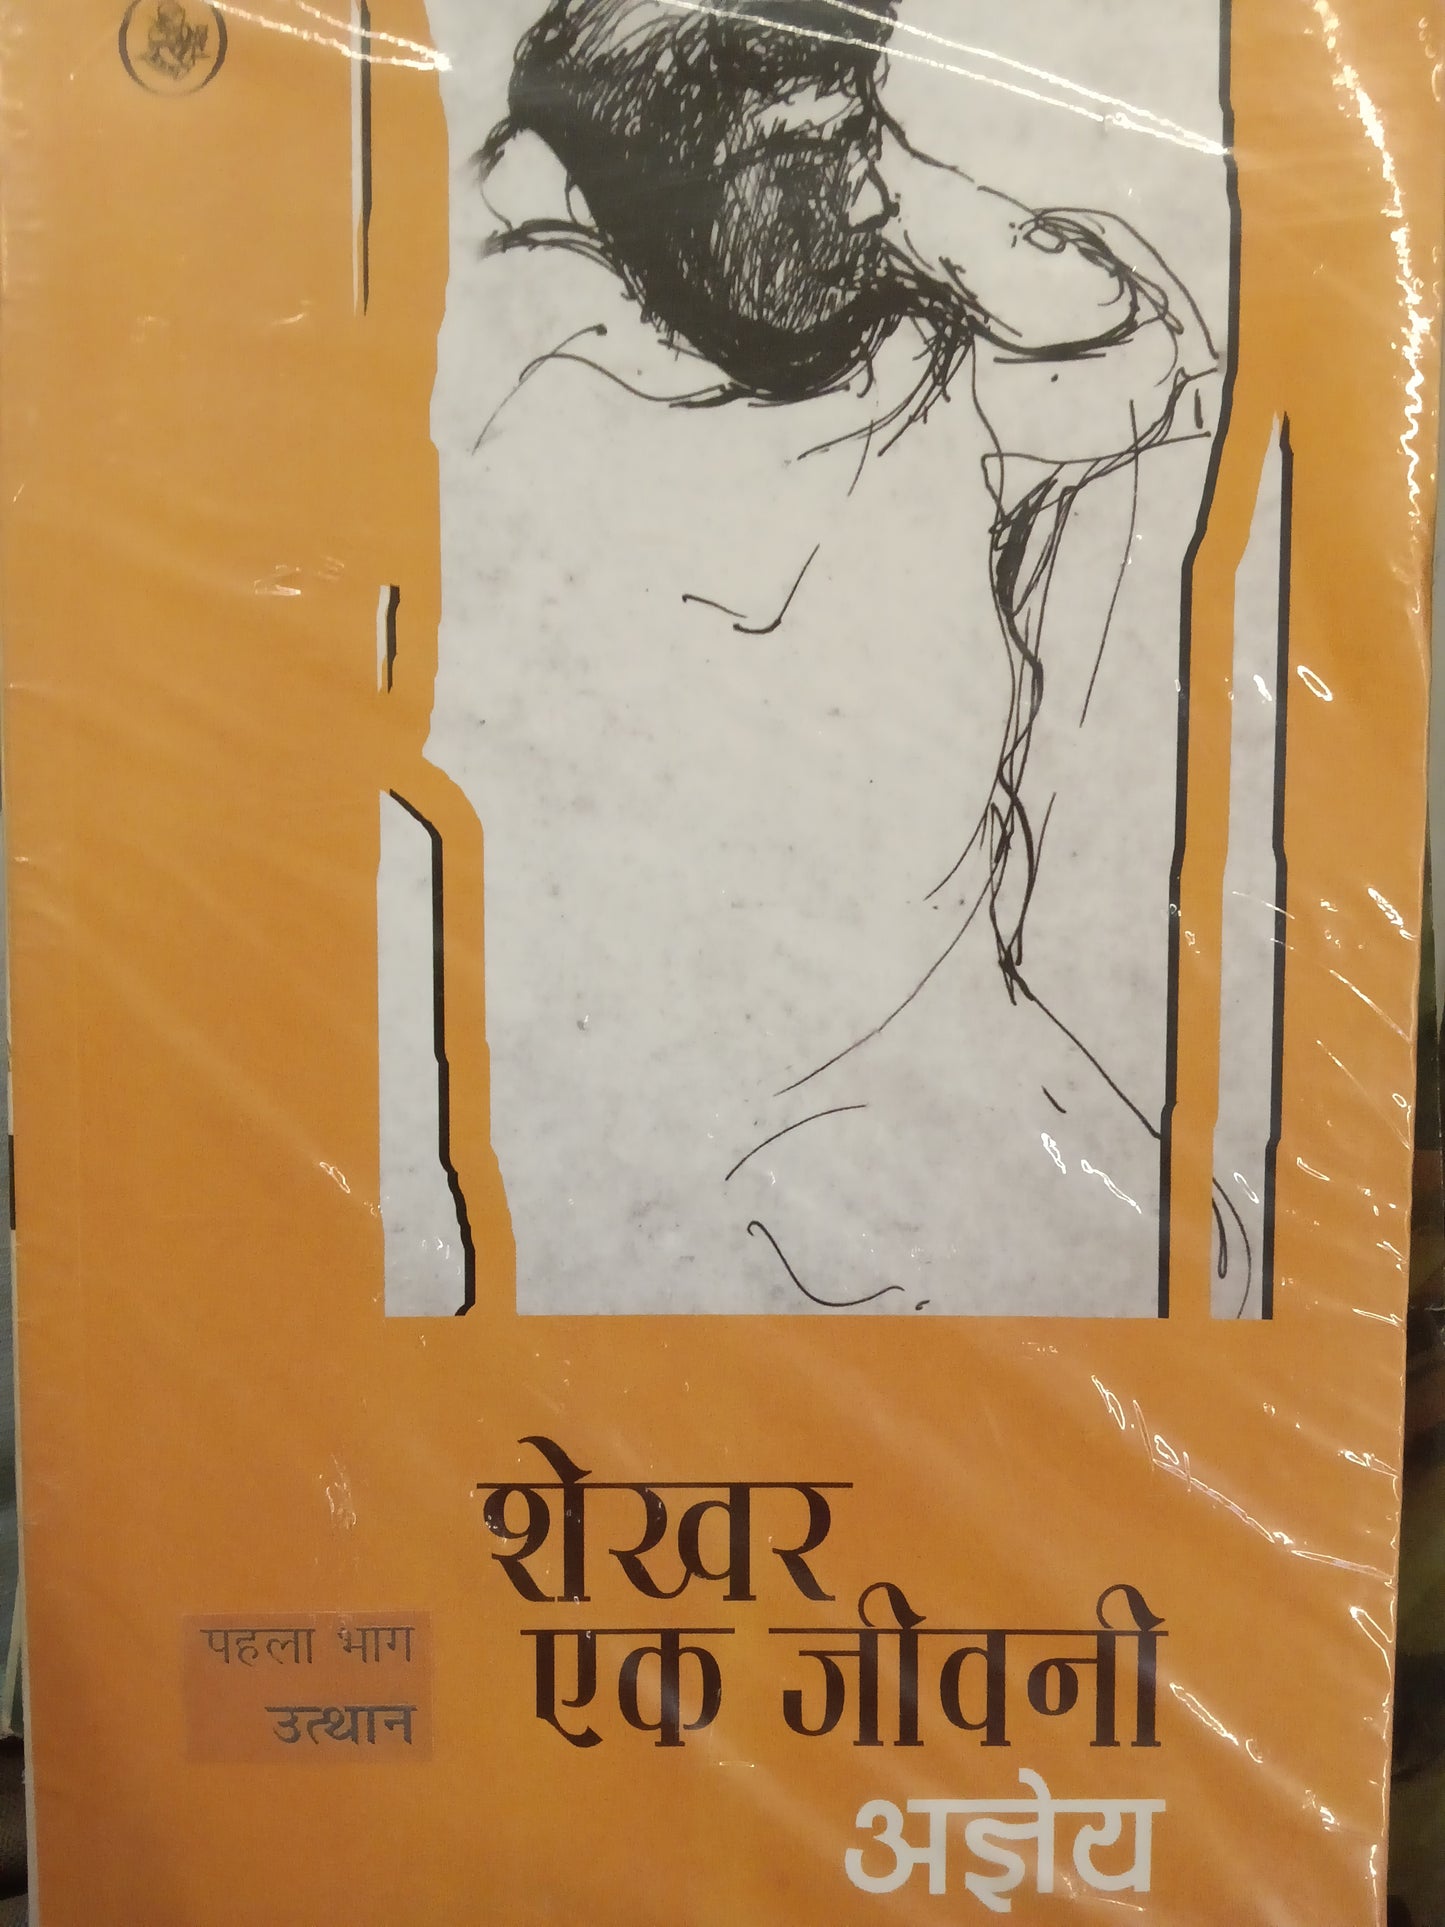 शेखर
एक जीवनी
पहला भाग
उत्थान
अज्ञेय